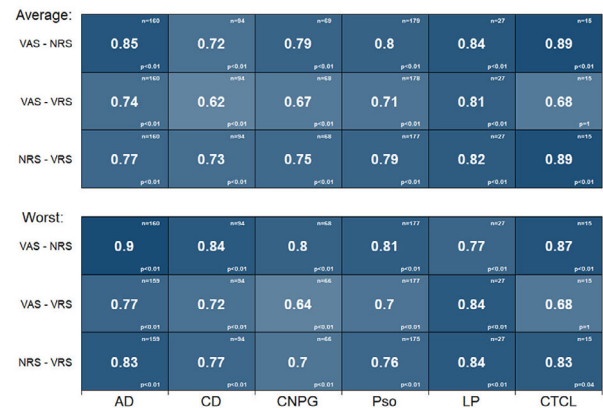 Average:
n=160 n=94 n=69 n=179 n=27 n=15
VAS - NRS 0.85 0.72 0.79 0.8 0.84 0.89
p<0.01 p<0.01 p<0.01 p<0.01 p<0.01 p<0.01
n=160 n=94 n=68 n=178 n=27 n=15
VAS - VRS 0.74 0.62 0.67 0.71 0.81 0.68
p<0.01 p<0.01 p<0.01 p<0.01 p<0.01 p=1
n=160 n=94 n=68 n=177 n=27 n=15
NRS - VRS 0.77 0.73 0.75 0.79 0.82 0.89
p<0.01 p<0.01 p<0.01 p<0.01 p<0.01 p<0.01
Worst:
n=160 n=94 n=68 n=177 n=27 n=15
VAS - NRS 0.9 0.84 0.8 0.81 0.77 0.87
p<0.01 p<0.01 p<0.01 p<0.01 p<0.01 p<0.01
n=159 n=94 n=66 n=177 n=27 n=15
VAS - VRS 0.77 0.72 0.64 0.7 0.84 0.68
p<0.01 p<0.01 p<0.01 p<0.01 p<0.01 p=1
n=159 n=94 n=66 n=175 n=27 n=15
NRS - VRS 0.83 0.77 0.7 0.76 0.84 0.83
p<0.01 p<0.01 p<0.01 p<0.01 p<0.01 p=0.04
AD CD CNPG Pso LP CTCL